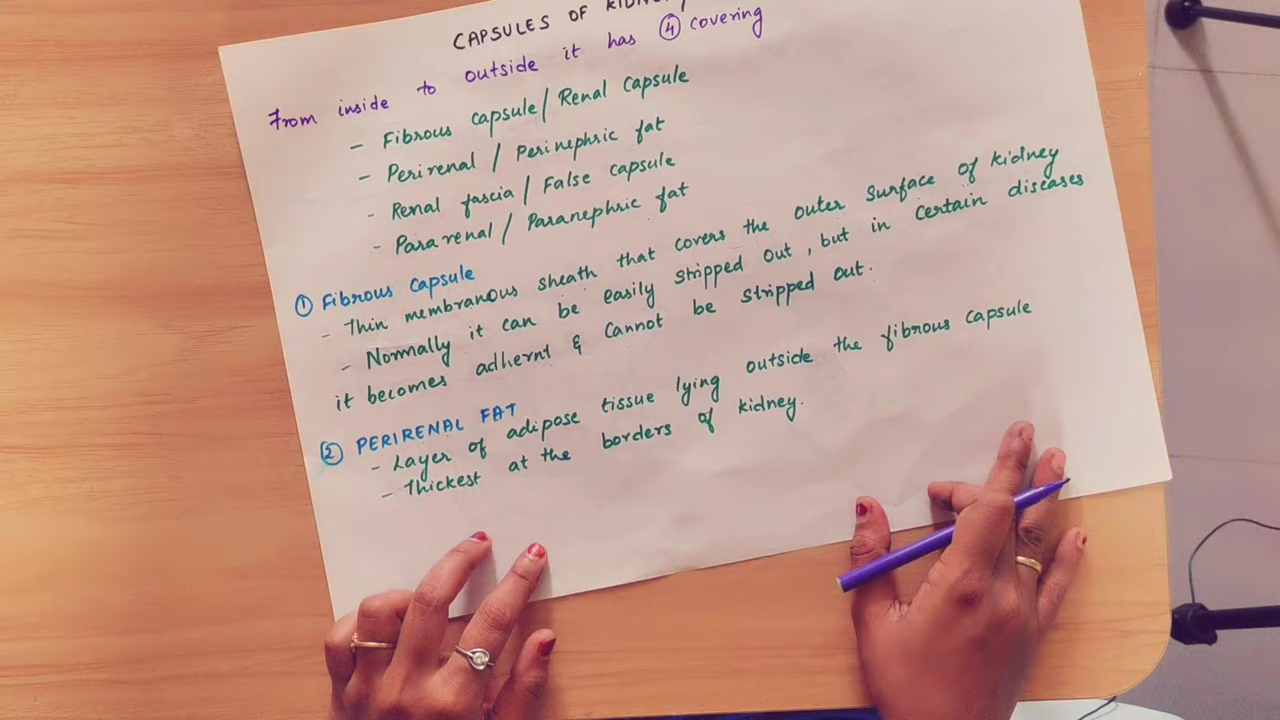 CAPSULES OF KIDNEY
From inside to outside it has ④ covering
- Fibrous capsule / Renal capsule
- Perirenal / Perinephric fat
- Renal fascia / False capsule
- Pararenal / Paranephric fat
① Fibrous capsule
- Thin membranous sheath that covers the outer surface of kidney
- Normally it can be easily stripped out, but in certain diseases
it becomes adhernt & cannot be stripped out.
② PERIRENAL FAT
- Layer of adipose tissue lying outside the fibrous capsule
- Thickest at the borders of kidney.